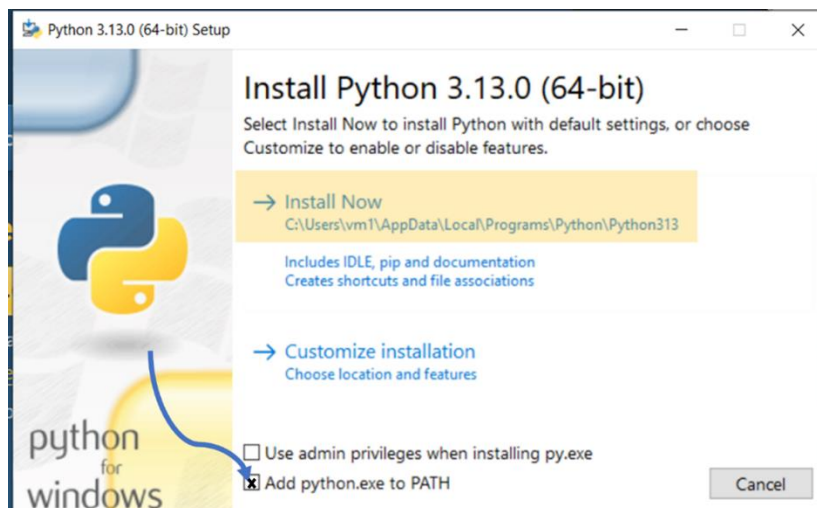 Python 3.13.0 (64-bit) Setup
Install Python 3.13.0 (64-bit)
Select Install Now to install Python with default settings, or choose
Customize to enable or disable features.
Install Now
C:\Users\vm1\AppData\Local\Programs\Python\Python313
Includes IDLE, pip and documentation
Creates shortcuts and file associations
Customize installation
Choose location and features
python
for
windows
Use admin privileges when installing py.exe
Add python.exe to PATH
Cancel